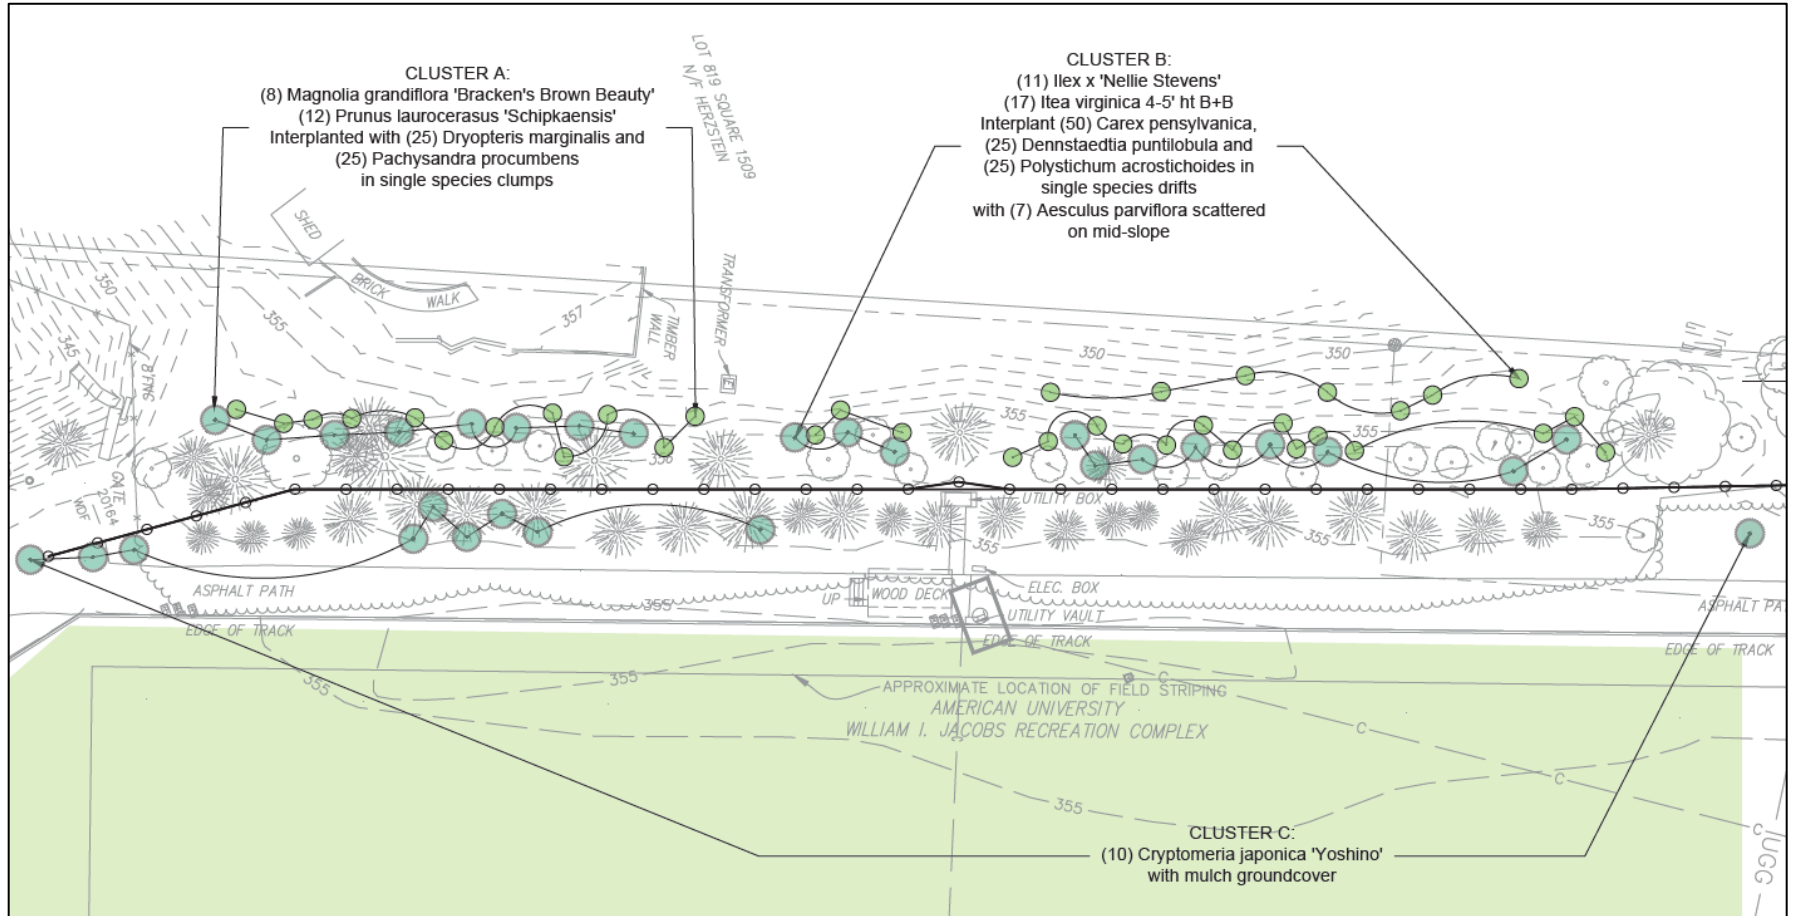 CLUSTER A:
(8) Magnolia grandiflora 'Bracken's Brown Beauty'
(12) Prunus laurocerasus 'Schipkaensis'
Interplanted with (25) Dryopteris marginalis and
(25) Pachysandra procumbens
in single species clumps
LOT 819 SQUARE 1509
N/F HERZSTEIN
CLUSTER B:
(11) Ilex x 'Nellie Stevens'
(17) Itea virginica 4-5' ht B+B
Interplant (50) Carex pensylvanica,
(25) Dennstaedtia puntilobula and
(25) Polystichum acrostichoides in
single species drifts
with (7) Aesculus parviflora scattered
on mid-slope
SHED
BRICK
WALK
TIMBER
WALL
TRANSFORMER
E
350
355
357
345
350
350
355
355
GATE
20164
WOF
UTILITY BOX
355
355
355
ASPHALT PATH
UP
WOOD DECK
ELEC. BOX
UTILITY VAULT
355
ASPHALT PA
EDGE OF TRACK
EDGE OF TRACK
EDGE OF TRACK
355
355
APPROXIMATE LOCATION OF FIELD STRIPING
AMERICAN UNIVERSITY
WILLIAM I. JACOBS RECREATION COMPLEX
C
C
C
C
355
C
JUGG
CLUSTER C:
(10) Cryptomeria japonica 'Yoshino'
with mulch groundcover